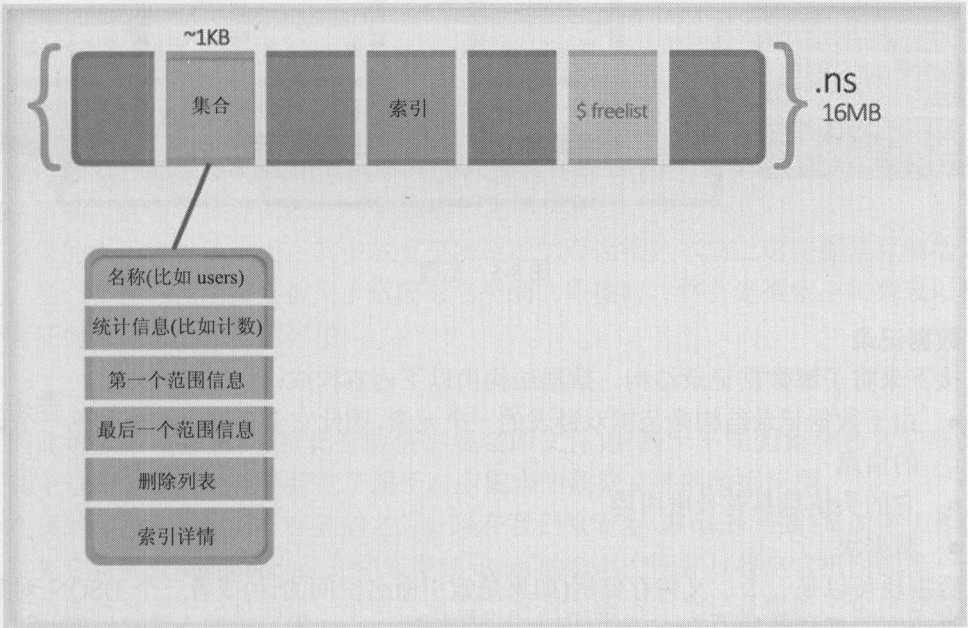 ~1KB
集合
索引
$ freelist
.ns
16MB
名称(比如 users)
统计信息(比如计数)
第一个范围信息
最后一个范围信息
删除列表
索引详情